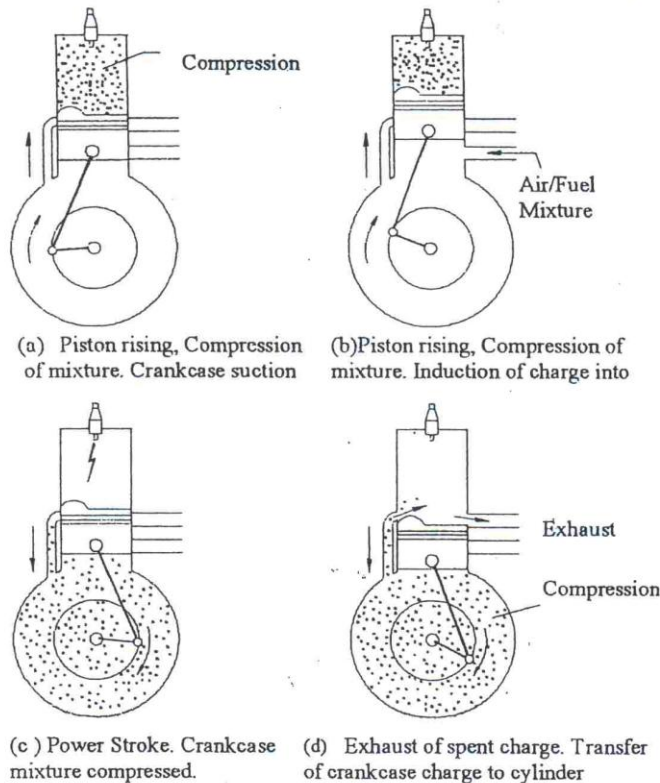 Compression
Air/Fuel
Mixture
(a) Piston rising, Compression
of mixture. Crankcase suction
(b)Piston rising, Compression of
mixture. Induction of charge into
Exhaust
Compression
(c ) Power Stroke. Crankcase
mixture compressed.
(d) Exhaust of spent charge. Transfer
of crankcase charge to cylinder